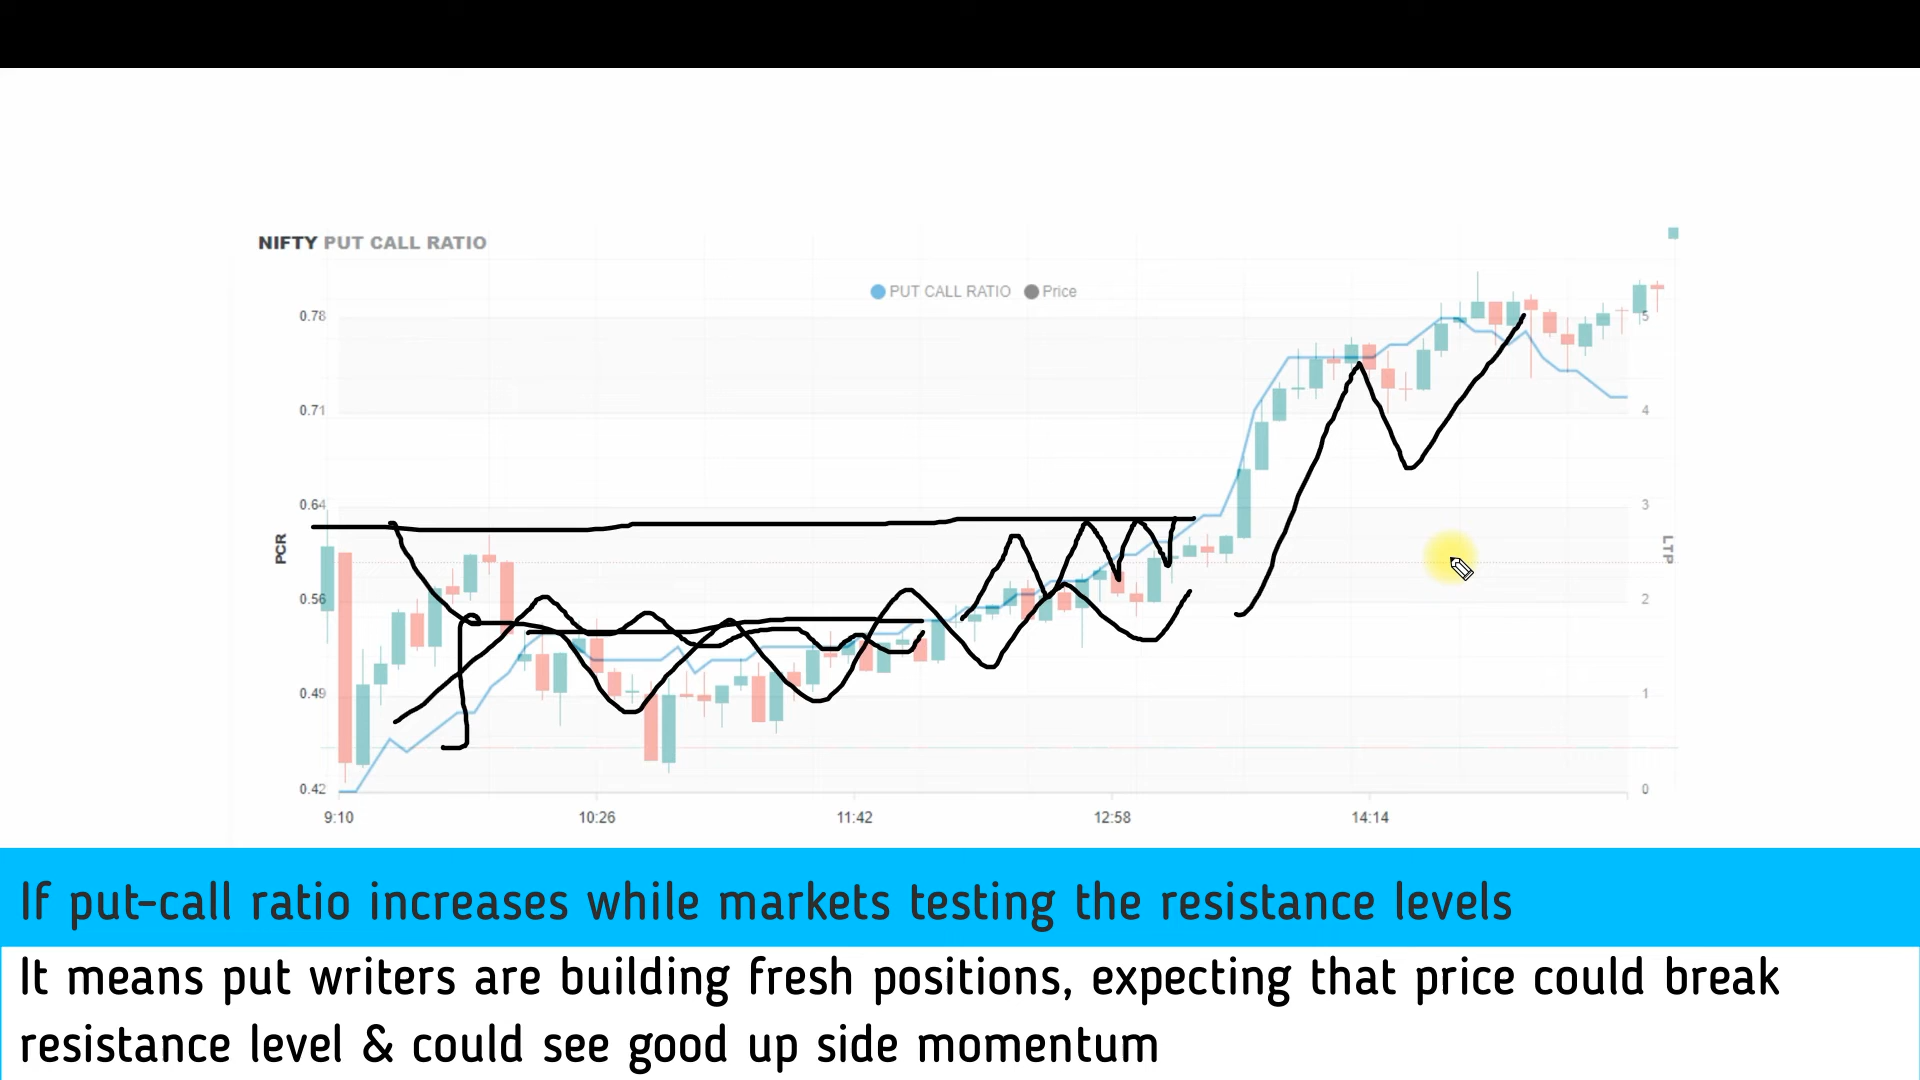 NIFTY PUT CALL RATIO
PUT CALL RATIO Price
0.78 5
0.71 4
0.64 3
PCR LTP
0.56 2
0.49 1
0.42 0
9:10 10:26 11:42 12:58 14:14
If put-call ratio increases while markets testing the resistance levels
It means put writers are building fresh positions, expecting that price could break
resistance level & could see good up side momentum